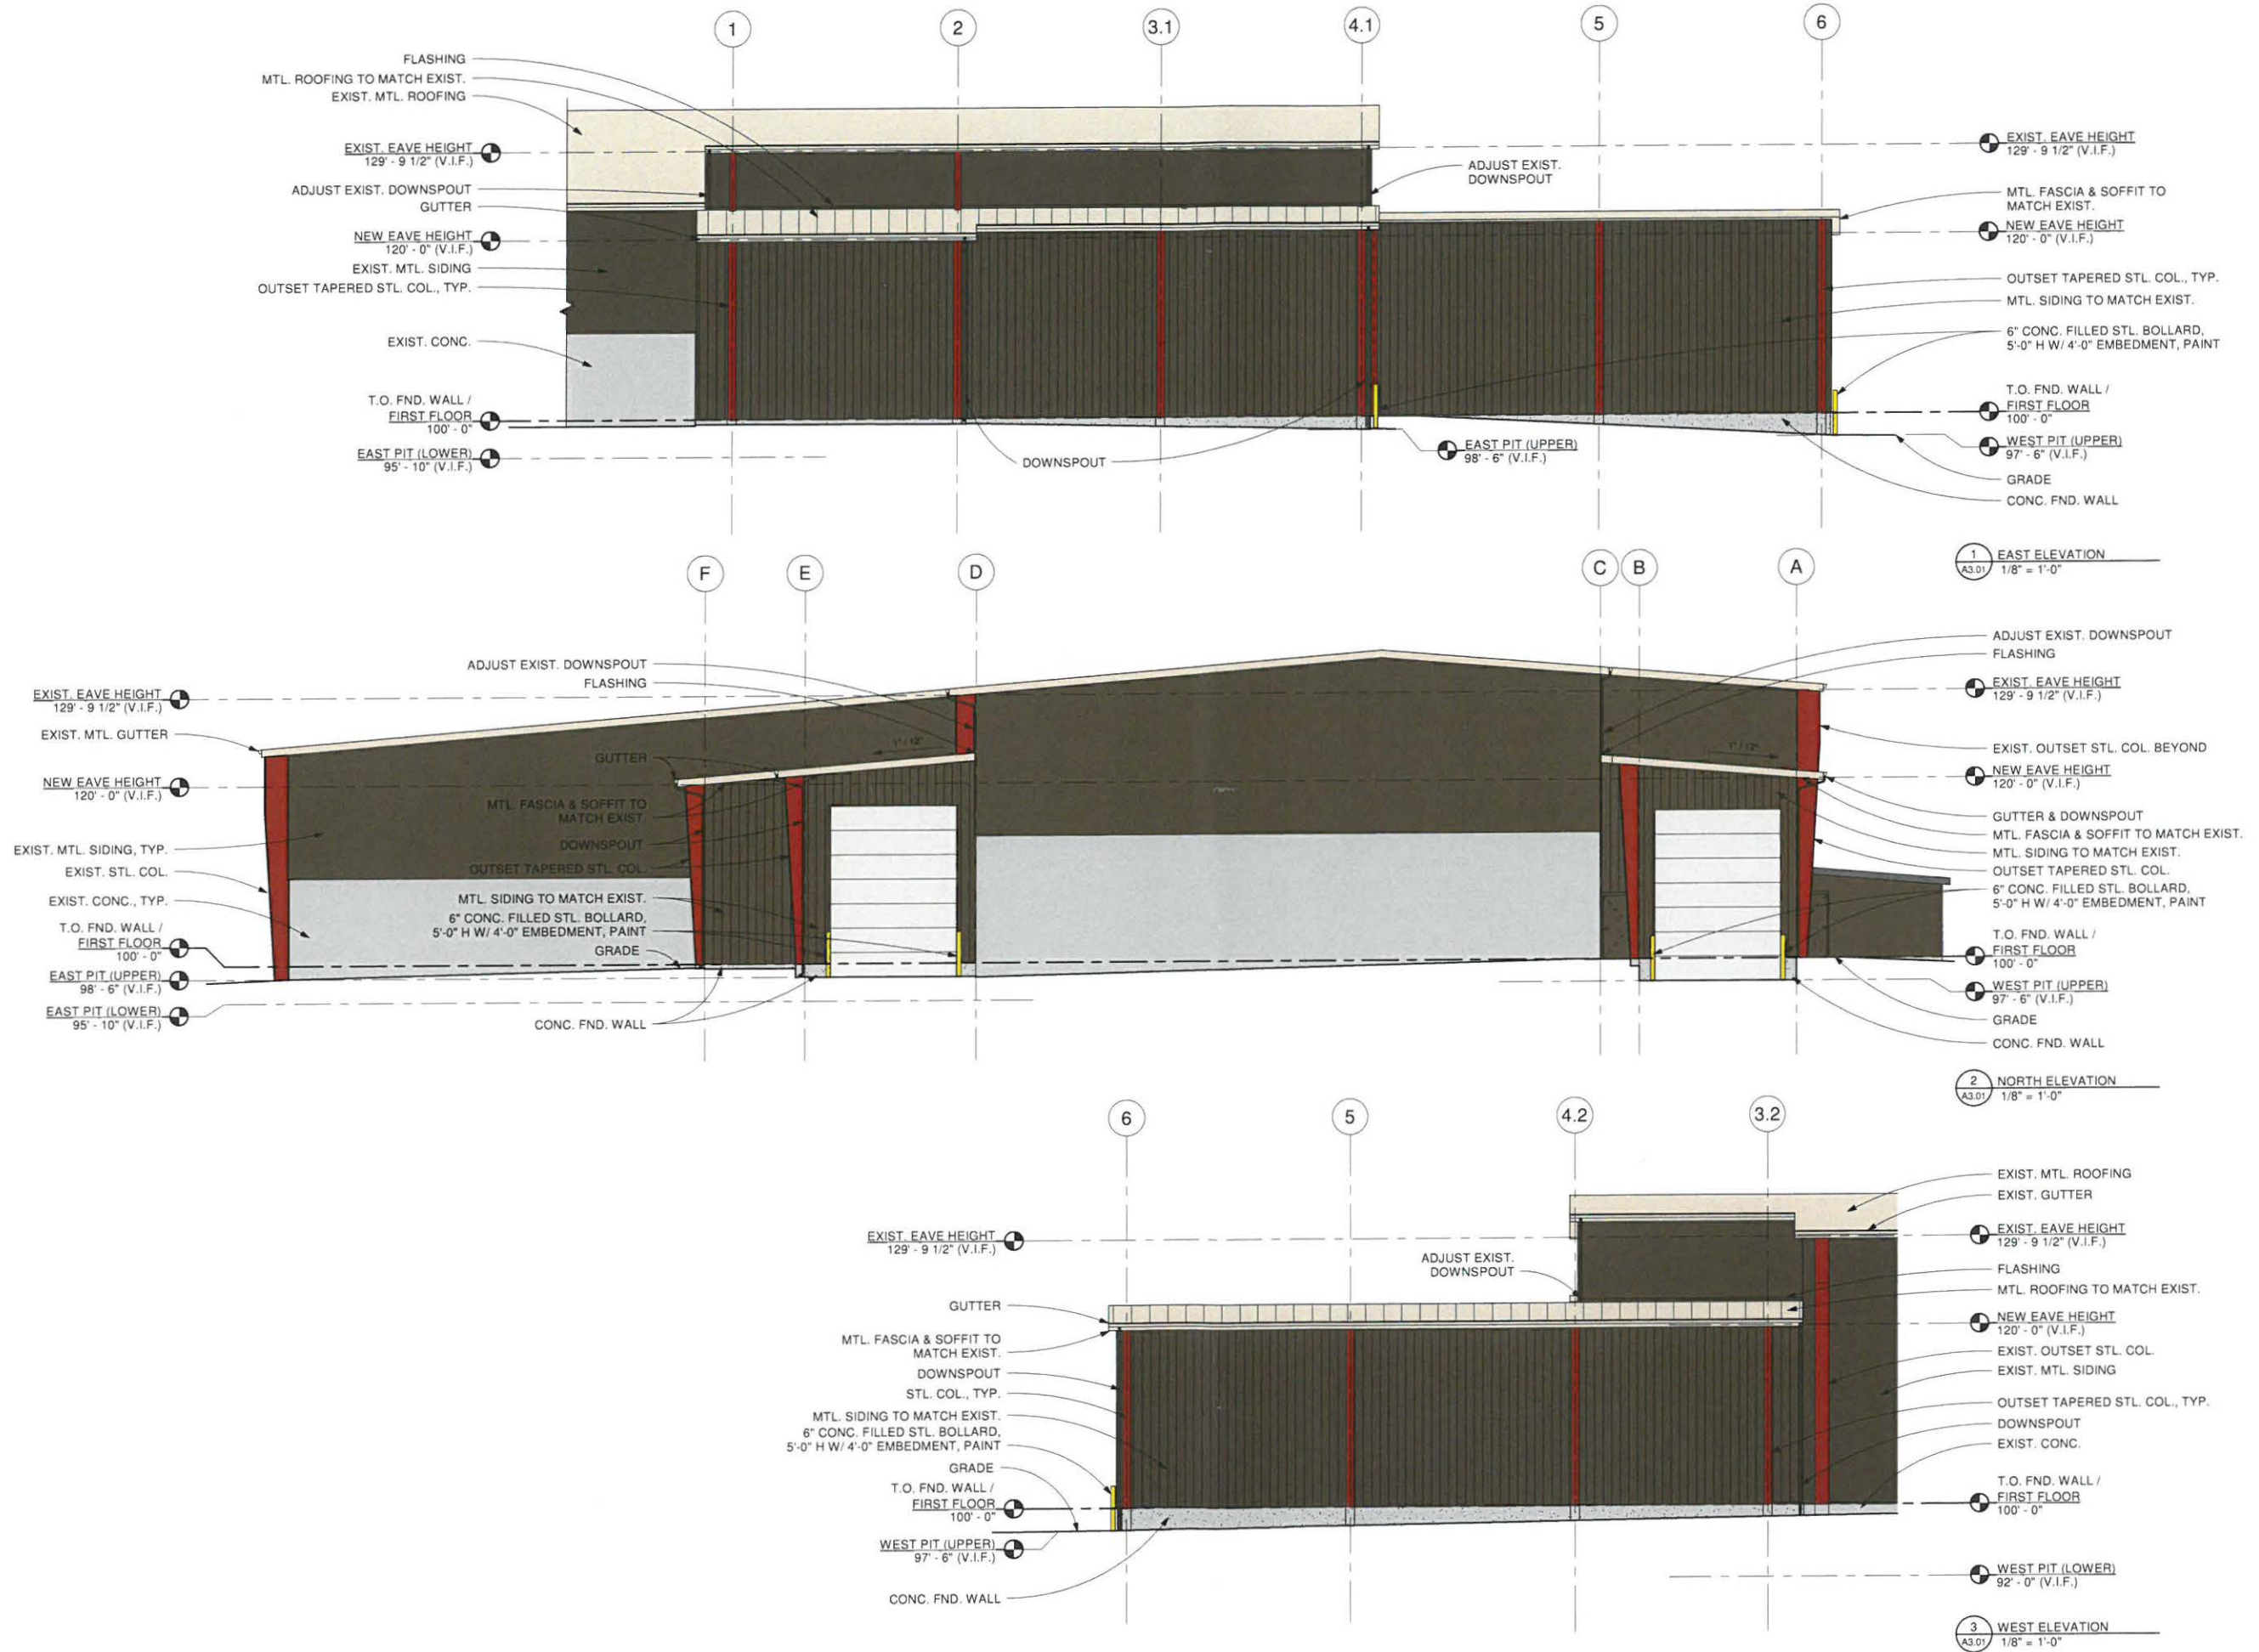 1
2
3.1
4.1
5
6
FLASHING
MTL. ROOFING TO MATCH EXIST.
EXIST. MTL. ROOFING
EXIST. EAVE HEIGHT
129' - 9 1/2" (V.I.F.)
ADJUST EXIST. DOWNSPOUT
GUTTER
NEW EAVE HEIGHT
120' - 0" (V.I.F.)
EXIST. MTL. SIDING
OUTSET TAPERED STL. COL., TYP.
EXIST. CONC.
T.O. FND. WALL /
FIRST FLOOR
100' - 0"
EAST PIT (LOWER)
95' - 10" (V.I.F.)
ADJUST EXIST.
DOWNSPOUT
DOWNSPOUT
EAST PIT (UPPER)
98' - 6" (V.I.F.)
EXIST. EAVE HEIGHT
129' - 9 1/2" (V.I.F.)
MTL. FASCIA & SOFFIT TO
MATCH EXIST.
NEW EAVE HEIGHT
120' - 0" (V.I.F.)
OUTSET TAPERED STL. COL., TYP.
MTL. SIDING TO MATCH EXIST.
6" CONC. FILLED STL. BOLLARD,
5'-0" H W/ 4'-0" EMBEDMENT, PAINT
T.O. FND. WALL /
FIRST FLOOR
100' - 0"
WEST PIT (UPPER)
97' - 6" (V.I.F.)
GRADE
CONC. FND. WALL
1
A3.01
EAST ELEVATION
1/8" = 1'-0"
F
E
D
C
B
A
ADJUST EXIST. DOWNSPOUT
FLASHING
EXIST. EAVE HEIGHT
129' - 9 1/2" (V.I.F.)
EXIST. MTL. GUTTER
NEW EAVE HEIGHT
120' - 0" (V.I.F.)
EXIST. MTL. SIDING, TYP.
EXIST. STL. COL.
EXIST. CONC., TYP.
T.O. FND. WALL /
FIRST FLOOR
100' - 0"
EAST PIT (UPPER)
98' - 6" (V.I.F.)
EAST PIT (LOWER)
95' - 10" (V.I.F.)
GUTTER
1" / 12"
MTL. FASCIA & SOFFIT TO
MATCH EXIST.
DOWNSPOUT
OUTSET TAPERED STL. COL.
MTL. SIDING TO MATCH EXIST.
6" CONC. FILLED STL. BOLLARD,
5'-0" H W/ 4'-0" EMBEDMENT, PAINT
GRADE
CONC. FND. WALL
1" / 12"
ADJUST EXIST. DOWNSPOUT
FLASHING
EXIST. EAVE HEIGHT
129' - 9 1/2" (V.I.F.)
EXIST. OUTSET STL. COL. BEYOND
NEW EAVE HEIGHT
120' - 0" (V.I.F.)
GUTTER & DOWNSPOUT
MTL. FASCIA & SOFFIT TO MATCH EXIST.
MTL. SIDING TO MATCH EXIST.
OUTSET TAPERED STL. COL.
6" CONC. FILLED STL. BOLLARD,
5'-0" H W/ 4'-0" EMBEDMENT, PAINT
T.O. FND. WALL /
FIRST FLOOR
100' - 0"
WEST PIT (UPPER)
97' - 6" (V.I.F.)
GRADE
CONC. FND. WALL
2
A3.01
NORTH ELEVATION
1/8" = 1'-0"
6
5
4.2
3.2
EXIST. EAVE HEIGHT
129' - 9 1/2" (V.I.F.)
ADJUST EXIST.
DOWNSPOUT
GUTTER
MTL. FASCIA & SOFFIT TO
MATCH EXIST.
DOWNSPOUT
STL. COL., TYP.
MTL. SIDING TO MATCH EXIST.
6" CONC. FILLED STL. BOLLARD,
5'-0" H W/ 4'-0" EMBEDMENT, PAINT
GRADE
T.O. FND. WALL /
FIRST FLOOR
100' - 0"
WEST PIT (UPPER)
97' - 6" (V.I.F.)
CONC. FND. WALL
EXIST. MTL. ROOFING
EXIST. GUTTER
EXIST. EAVE HEIGHT
129' - 9 1/2" (V.I.F.)
FLASHING
MTL. ROOFING TO MATCH EXIST.
NEW EAVE HEIGHT
120' - 0" (V.I.F.)
EXIST. OUTSET STL. COL.
EXIST. MTL. SIDING
OUTSET TAPERED STL. COL., TYP.
DOWNSPOUT
EXIST. CONC.
T.O. FND. WALL /
FIRST FLOOR
100' - 0"
WEST PIT (LOWER)
92' - 0" (V.I.F.)
3
A3.01
WEST ELEVATION
1/8" = 1'-0"